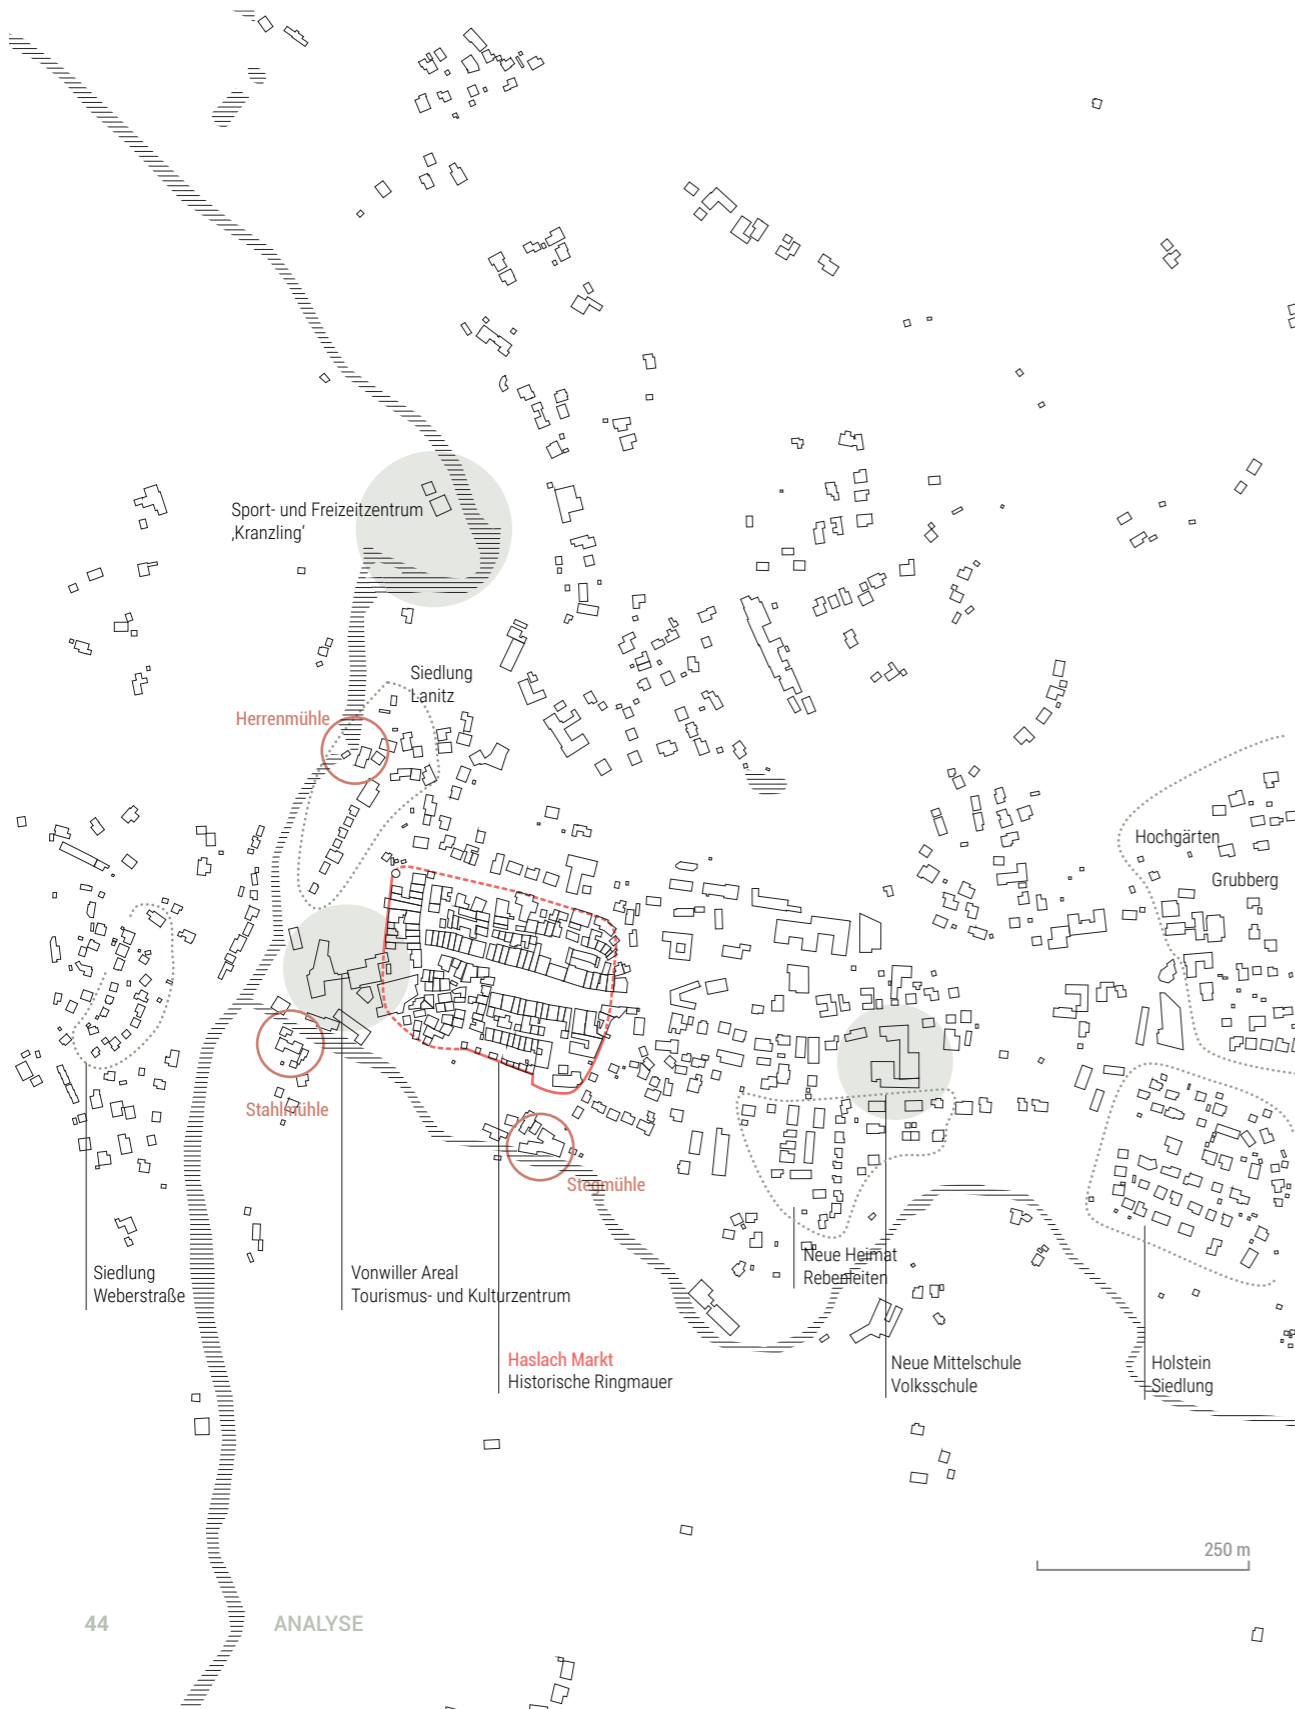 Sport- und Freizeitzentrum
‚Kranzling‘
Siedlung
Lanitz
Herrenmühle
Hochgärten
Grubberg
Stahlmühle
Stegmühle
Siedlung
Weberstraße
Vonwiller Areal
Tourismus- und Kulturzentrum
Neue Heimat
Rebenleiten
Haslach Markt
Historische Ringmauer
Neue Mittelschule
Volksschule
Holstein
Siedlung
250 m
44
ANALYSE